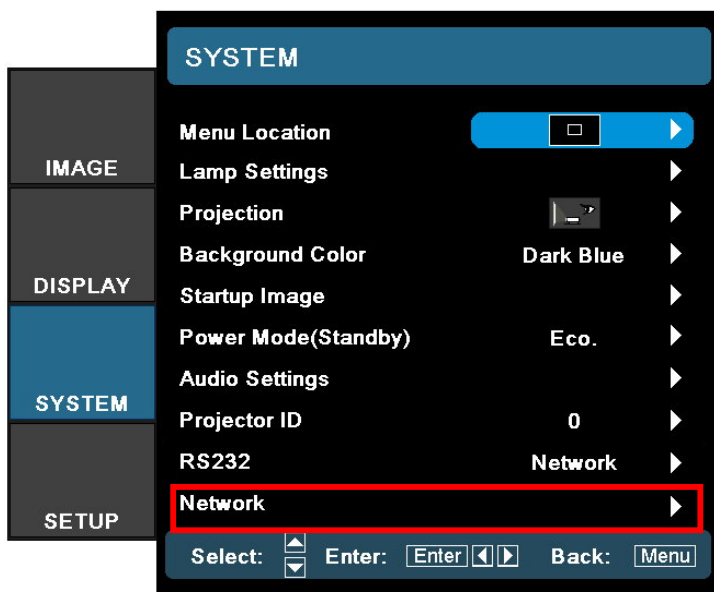 SYSTEM
IMAGE
DISPLAY
SYSTEM
SETUP
Menu Location
Lamp Settings
Projection
Background Color Dark Blue
Startup Image
Power Mode(Standby) Eco.
Audio Settings
Projector ID 0
RS232 Network
Network
Select: Enter: Enter Back: Menu